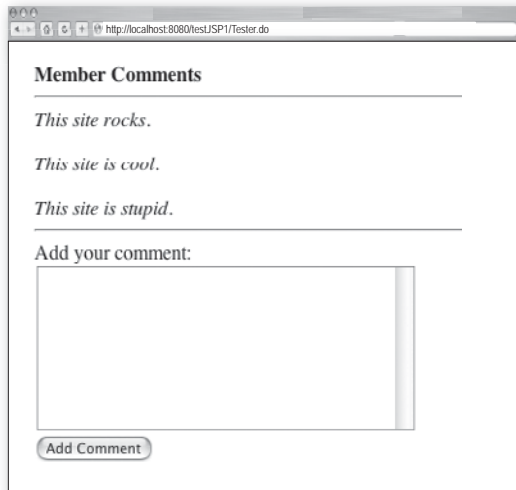 http://localhost:8080/testJSP1/Tester.do
Member Comments
This site rocks.
This site is cool.
This site is stupid.
Add your comment:
Add Comment